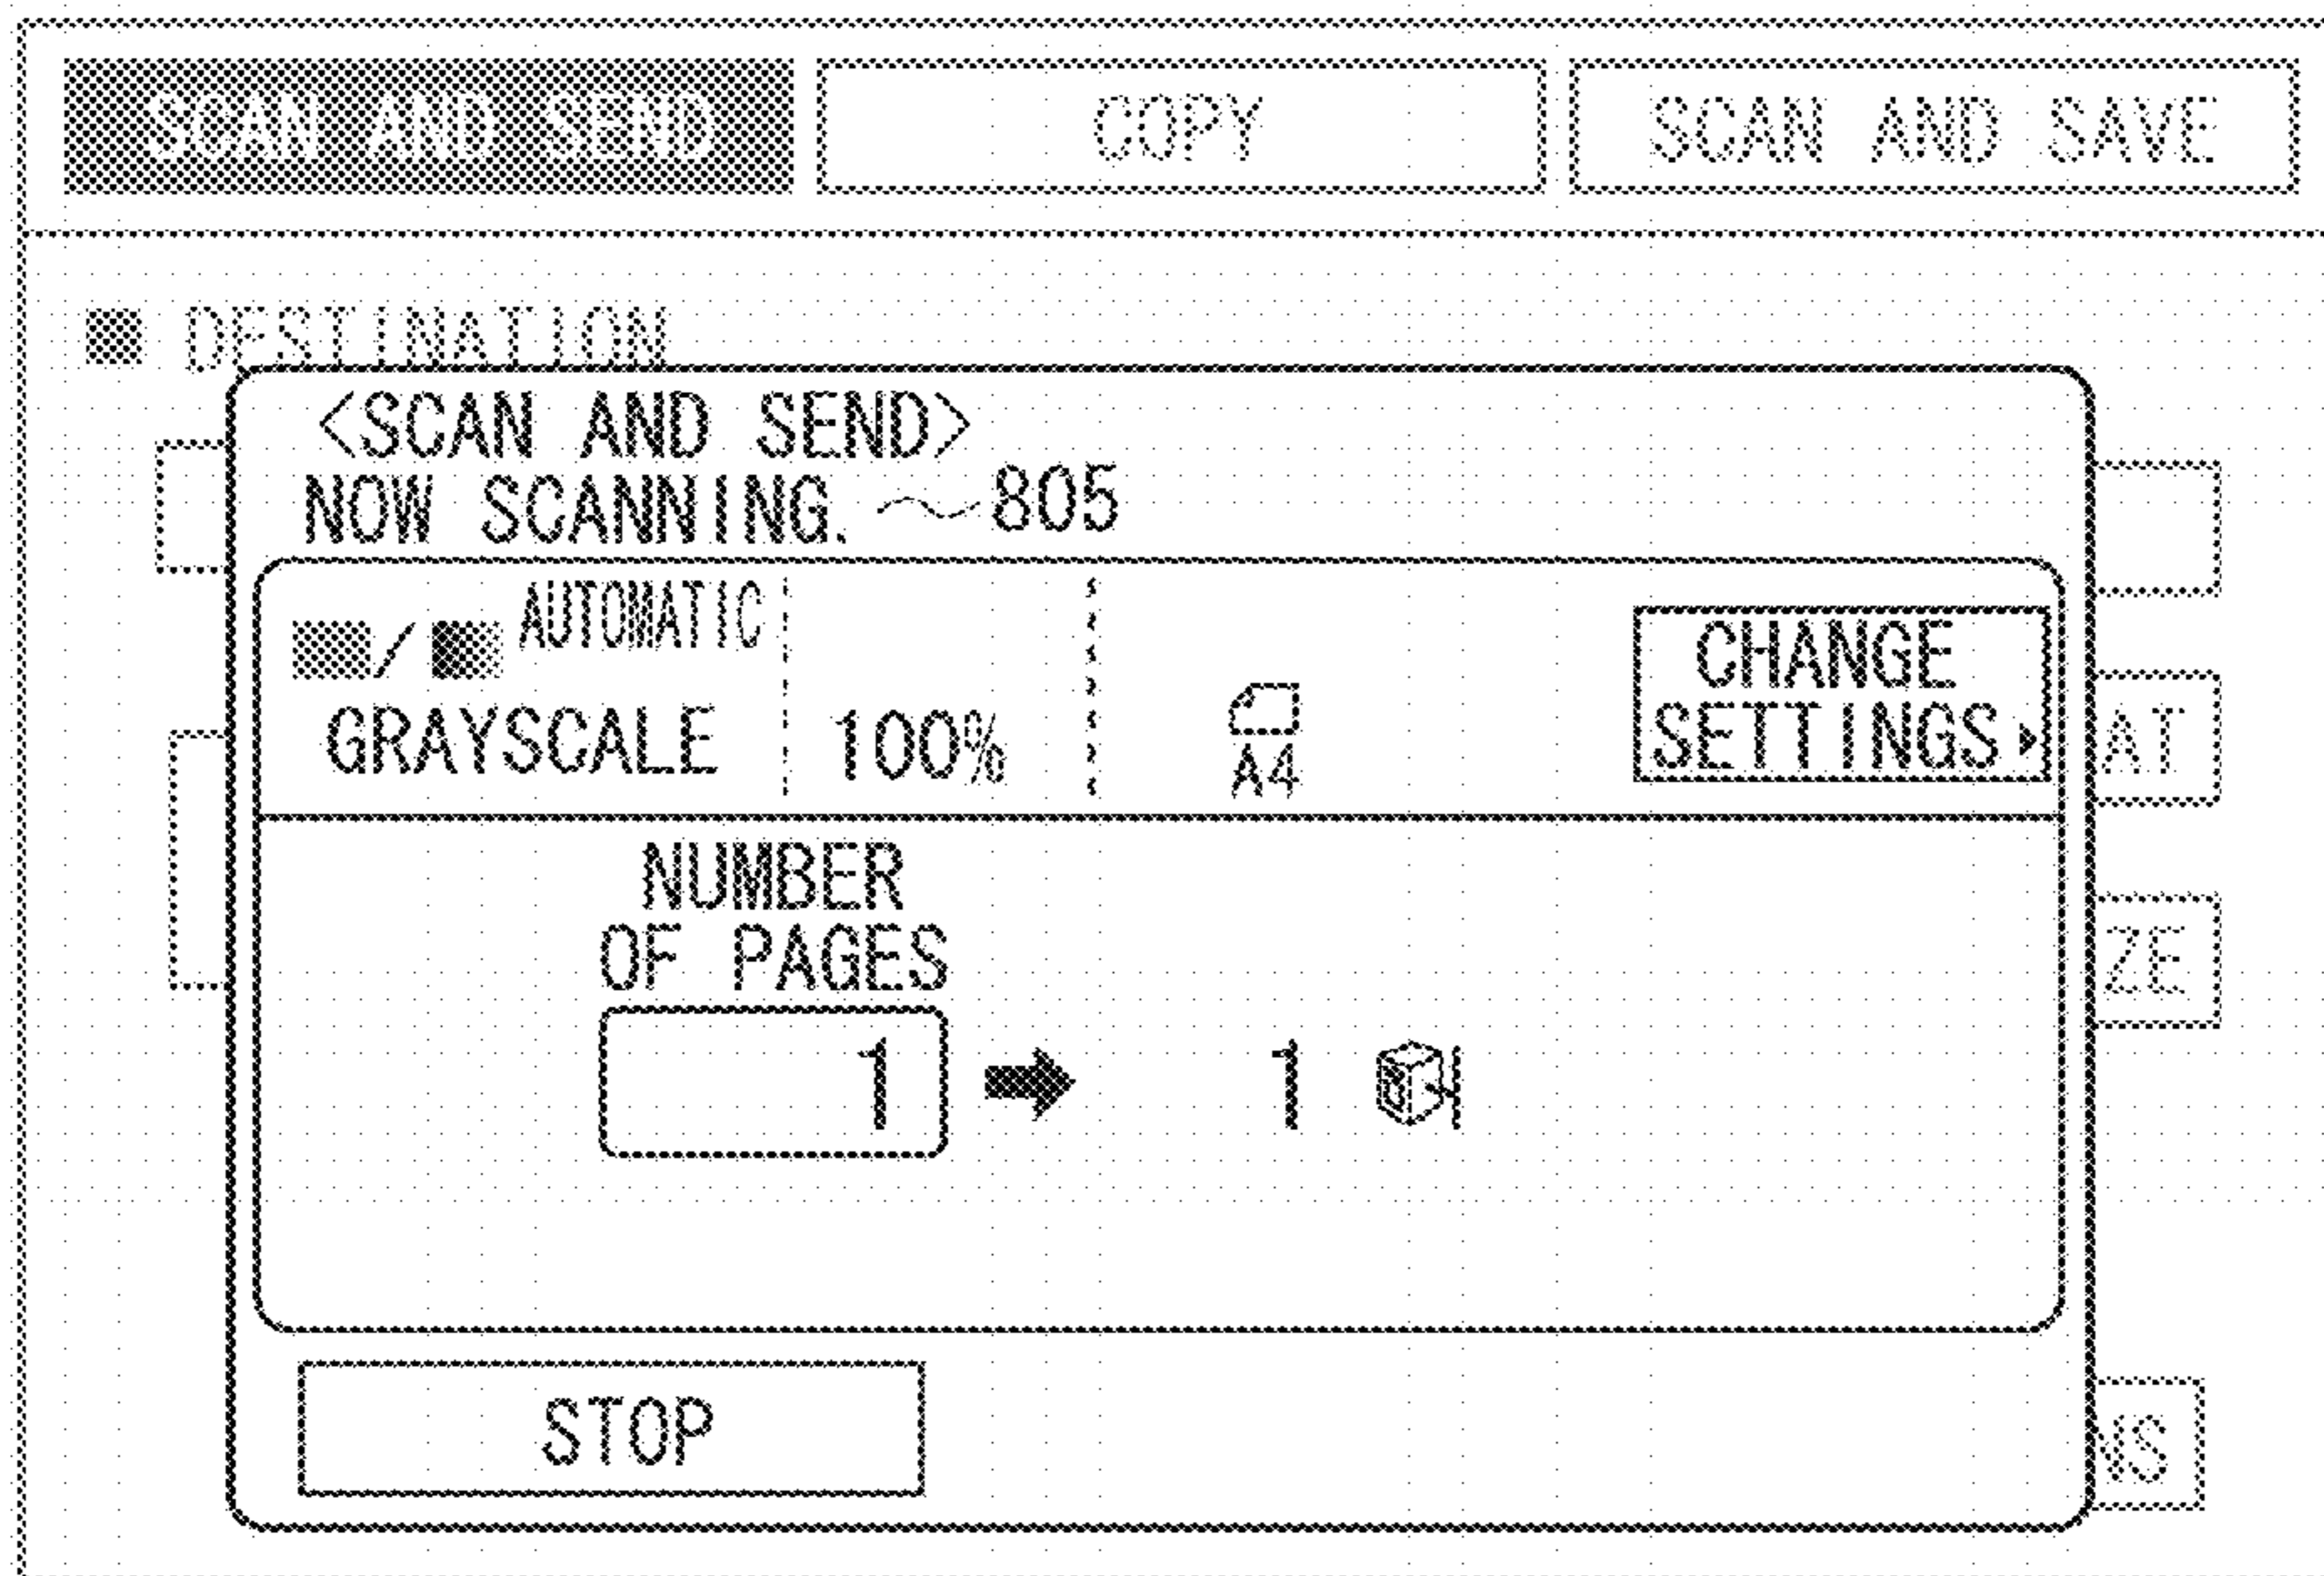 SCAN AND SEND
COPY
SCAN AND SAVE
DESTINATION
<SCAN AND SEND>
NOW SCANNING. 805
AUTOMATIC
GRAYSCALE
100%
A4
CHANGE
SETTINGS
AT
ZE
NUMBER
OF PAGES
1
1
STOP
NS